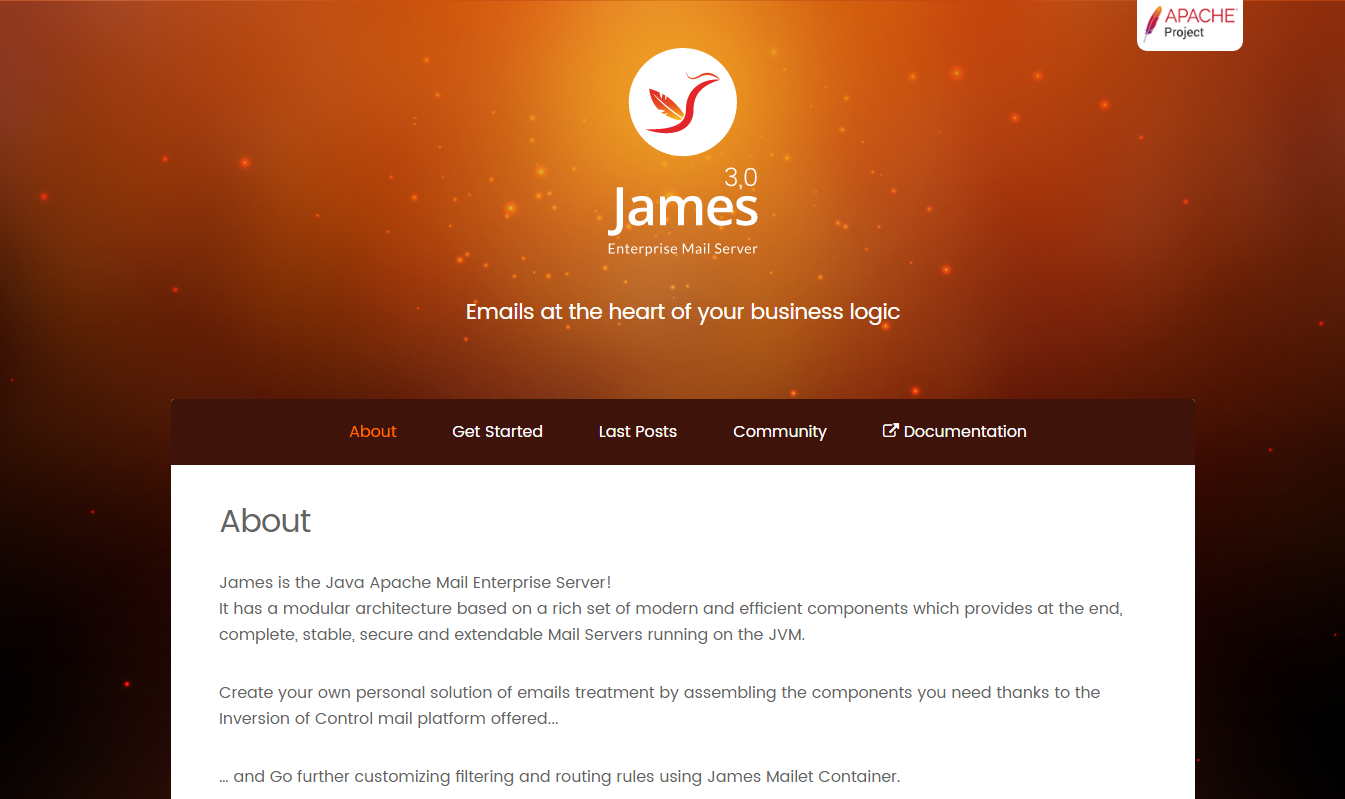 APACHE
Project
3,0
James
Enterprise Mail Server
Emails at the heart of your business logic
About
Get Started
Last Posts
Community
Documentation
About
James is the Java Apache Mail Enterprise Server!
It has a modular architecture based on a rich set of modern and efficient components which provides at the end,
complete, stable, secure and extendable Mail Servers running on the JVM.
Create your own personal solution of emails treatment by assembling the components you need thanks to the
Inversion of Control mail platform offered...
... and Go further customizing filtering and routing rules using James Mailet Container.